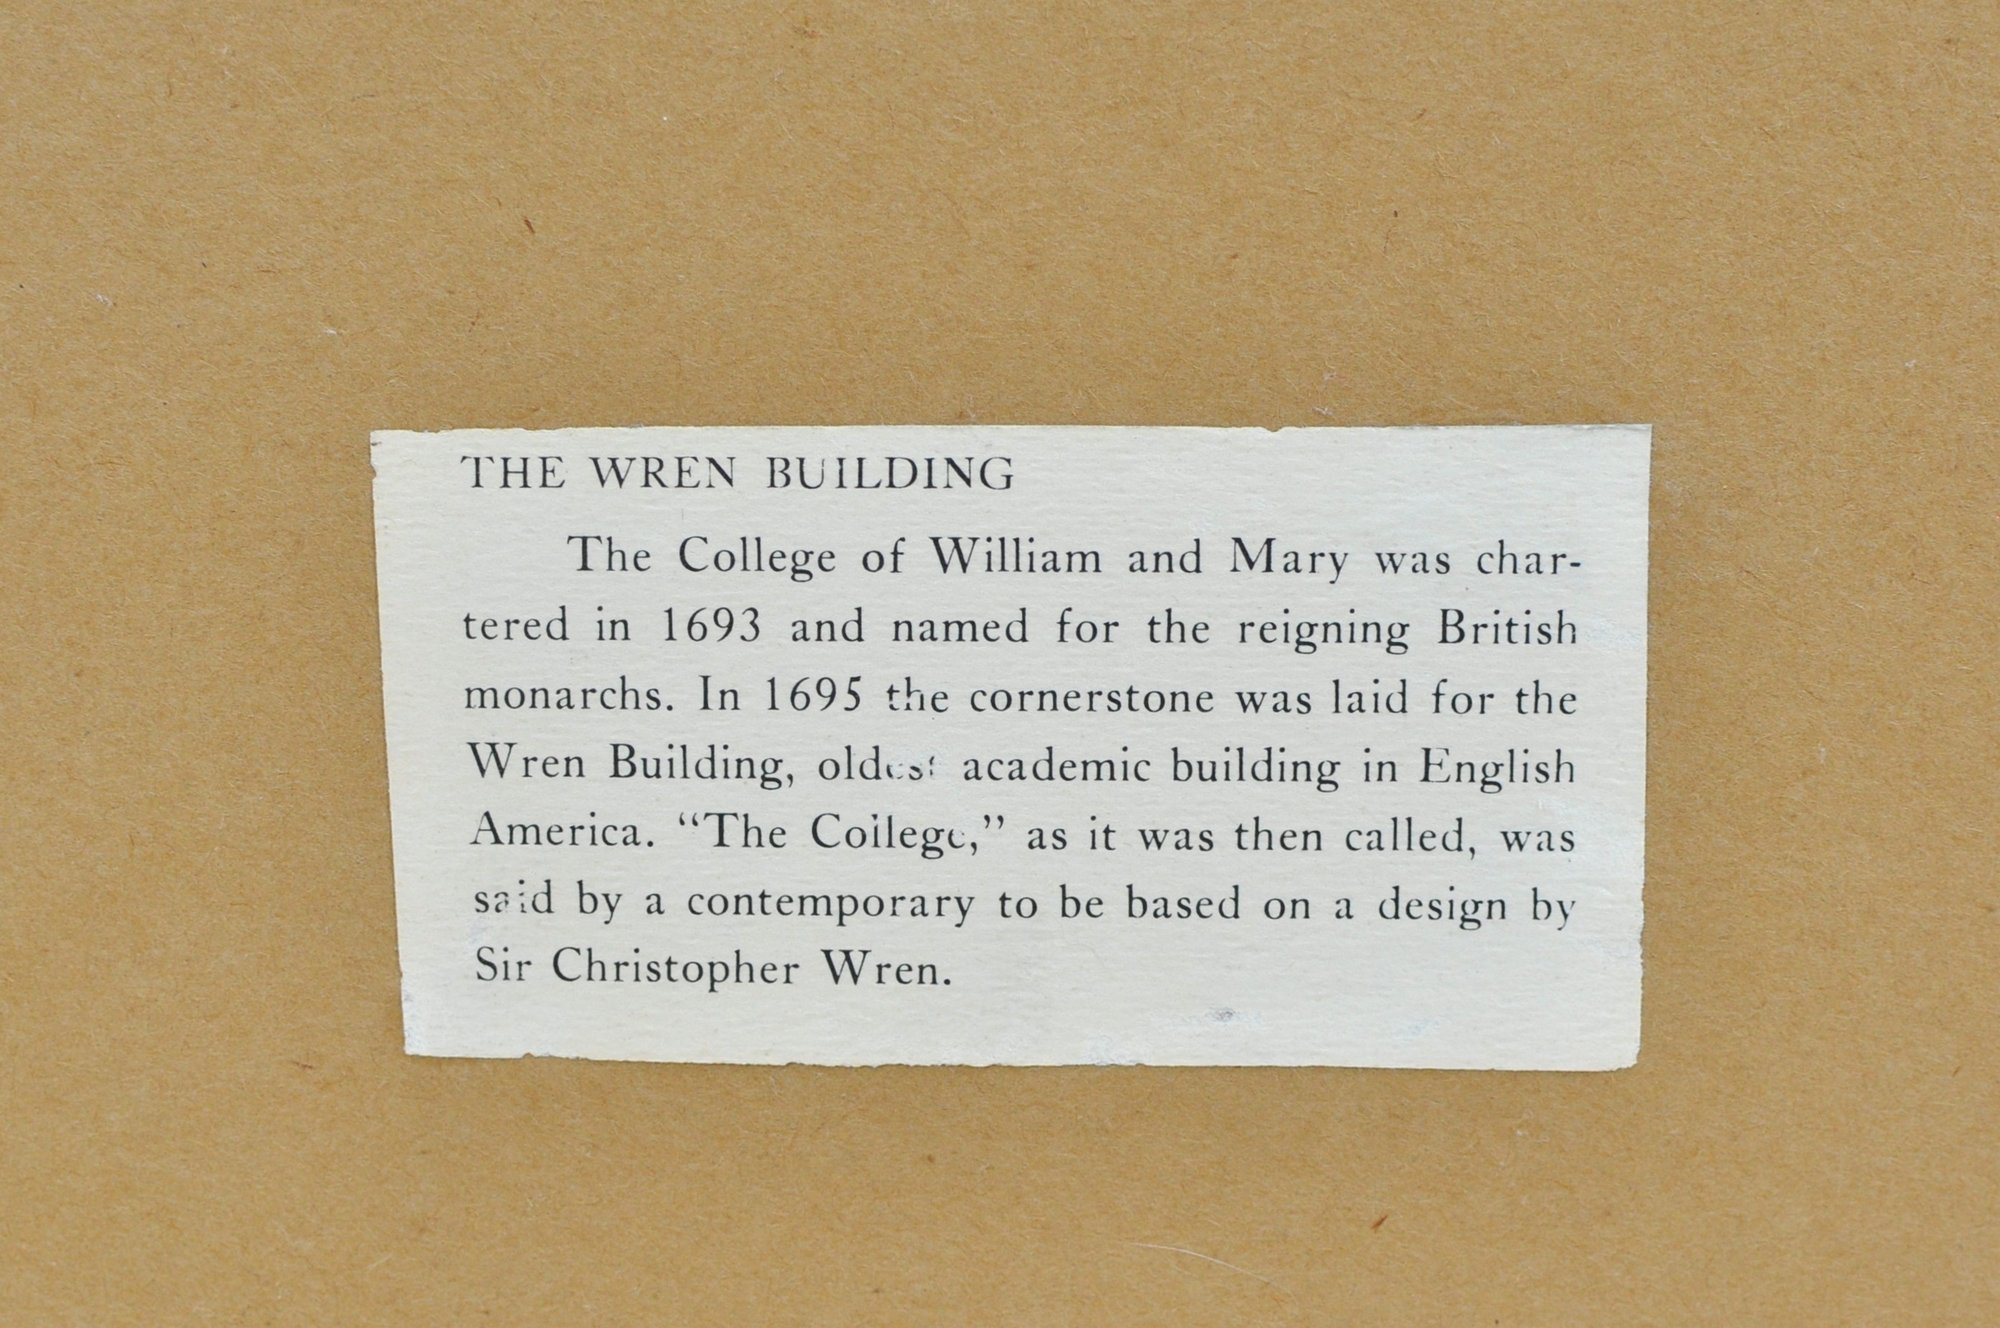 THE WREN BUILDING
The College of William and Mary was char-
tered in 1693 and named for the reigning British
monarchs. In 1695 the cornerstone was laid for the
Wren Building, oldest academic building in English
America. “The College,” as it was then called, was
said by a contemporary to be based on a design by
Sir Christopher Wren.